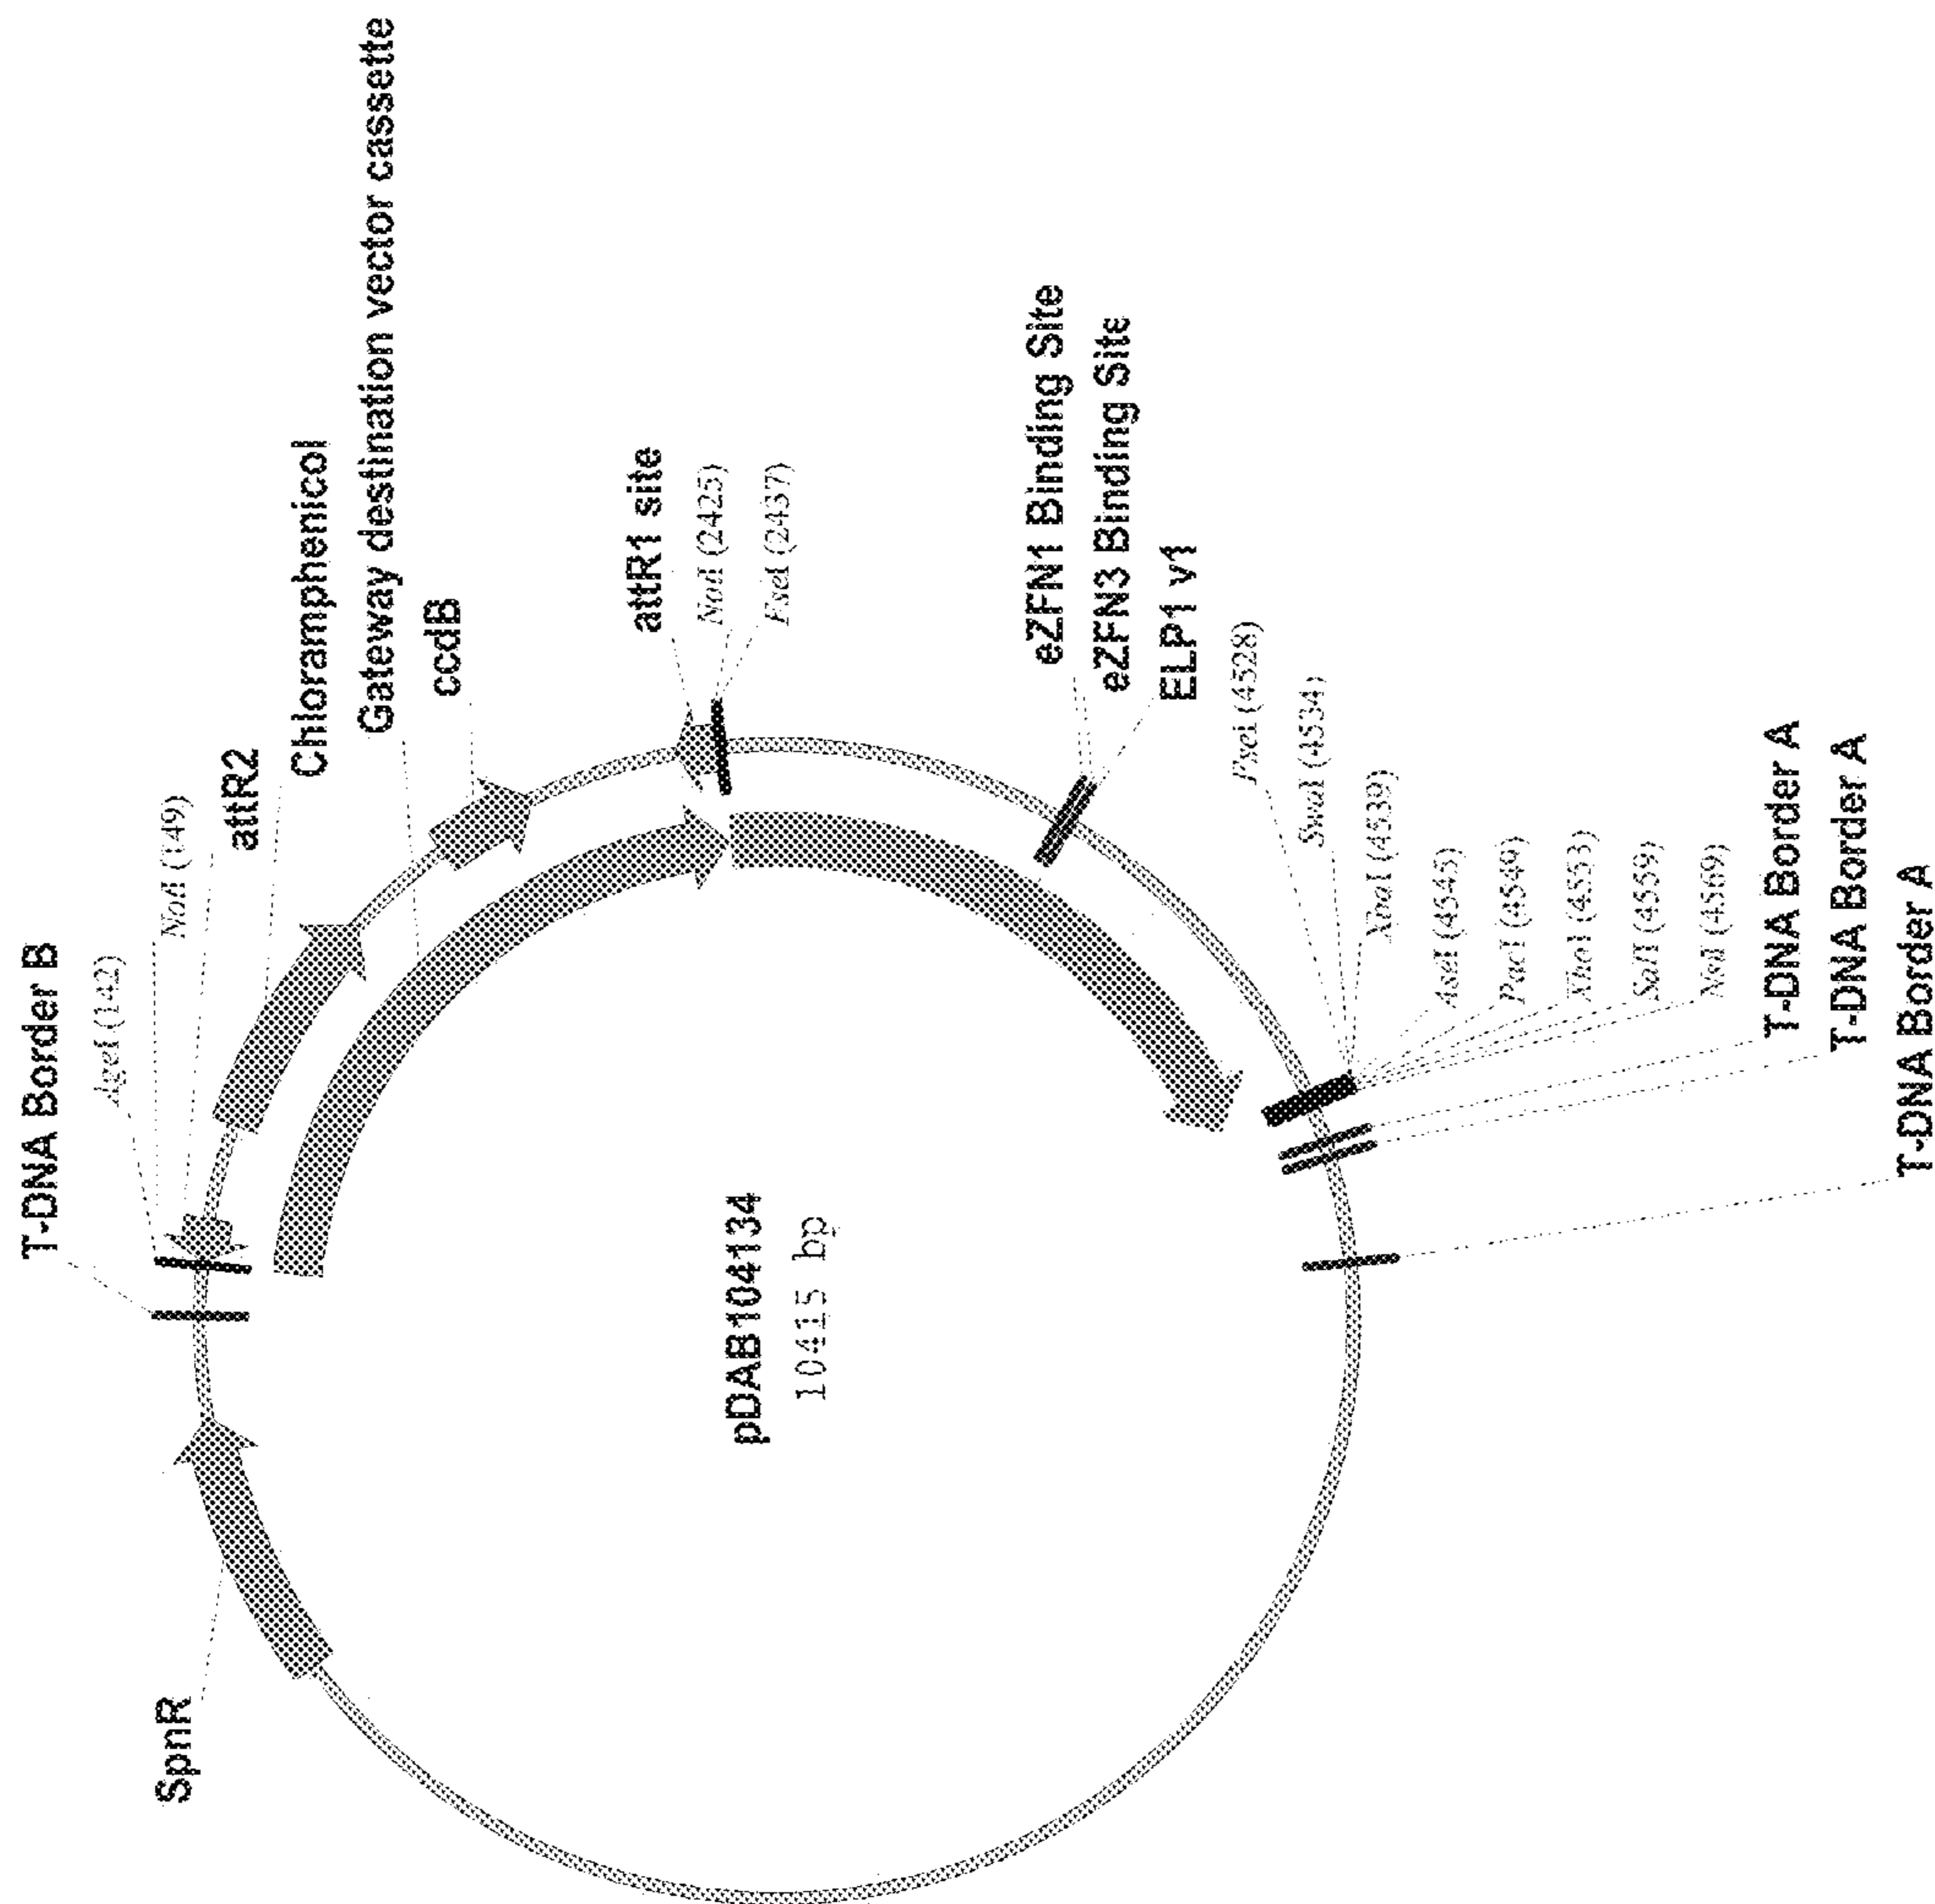 T-DNA Border B
AgeI (142)
NotI (149)
attR2
Chloramphenicol
Gateway destination vector cassette
ccdB
attR1 site
NotI (2425)
FseI (2437)
eZFN1 Binding Site
eZFN3 Binding Site
ELP1 v1
PmeI (4528)
SwaI (4534)
XbaI (4539)
AseI (4545)
PacI (4549)
XhoI (4553)
SalI (4559)
NsiI (4569)
T-DNA Border A
T-DNA Border A
T-DNA Border A
SpnR
pDAB104134
10415 bp